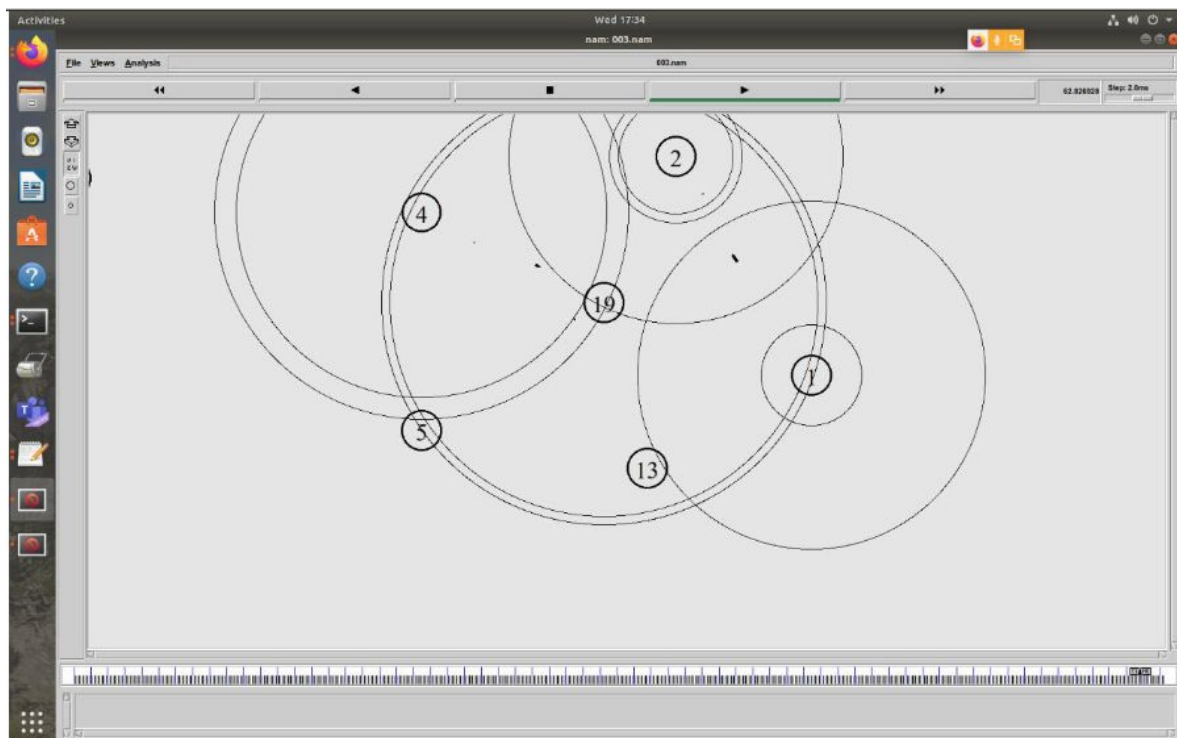 Activities
Wed 17:34
nam: 003.nam
File Views Analysis
003.nam
62.826828 Step: 2.0ms
2
4
19
1
5
13